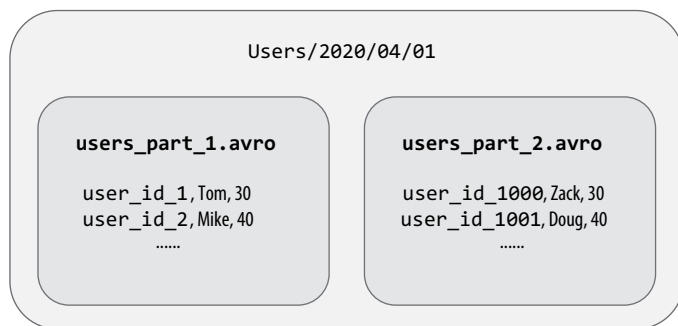 Users/2020/04/01
users_part_1.avro
user_id_1, Tom, 30
user_id_2, Mike, 40
......
users_part_2.avro
user_id_1000, Zack, 30
user_id_1001, Doug, 40
......